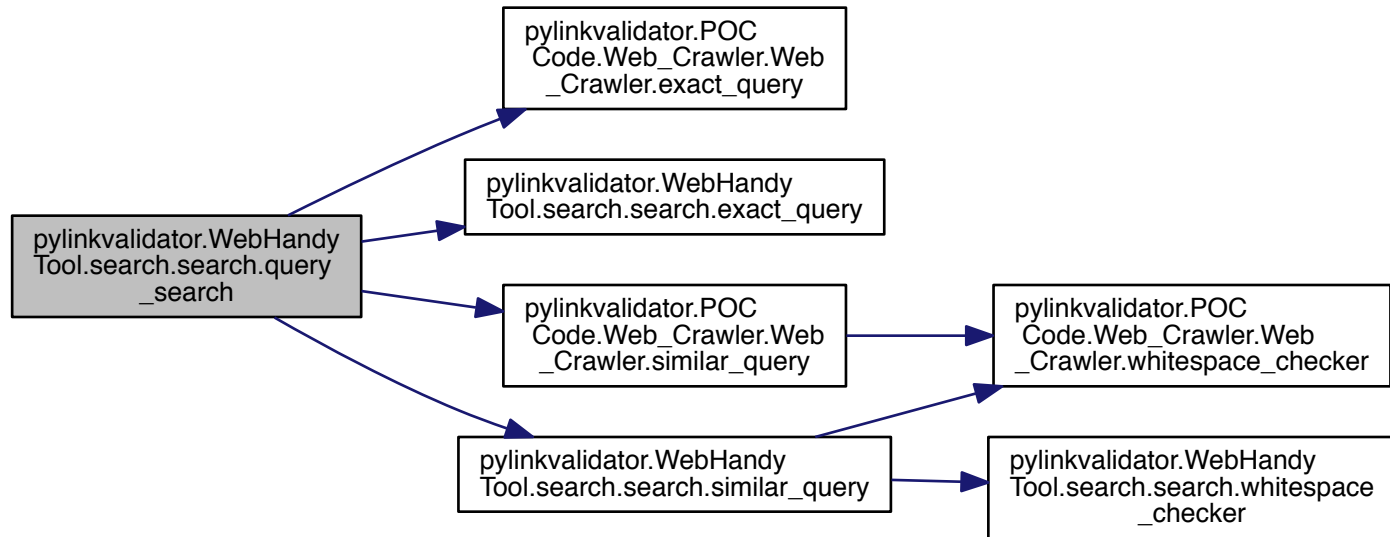 pylinkvalidator.WebHandy
Tool.search.search.query
_search
pylinkvalidator.POC
Code.Web_Crawler.Web
_Crawler.exact_query
pylinkvalidator.WebHandy
Tool.search.search.exact_query
pylinkvalidator.POC
Code.Web_Crawler.Web
_Crawler.similar_query
pylinkvalidator.WebHandy
Tool.search.search.similar_query
pylinkvalidator.POC
Code.Web_Crawler.Web
_Crawler.whitespace_checker
pylinkvalidator.WebHandy
Tool.search.search.whitespace
_checker